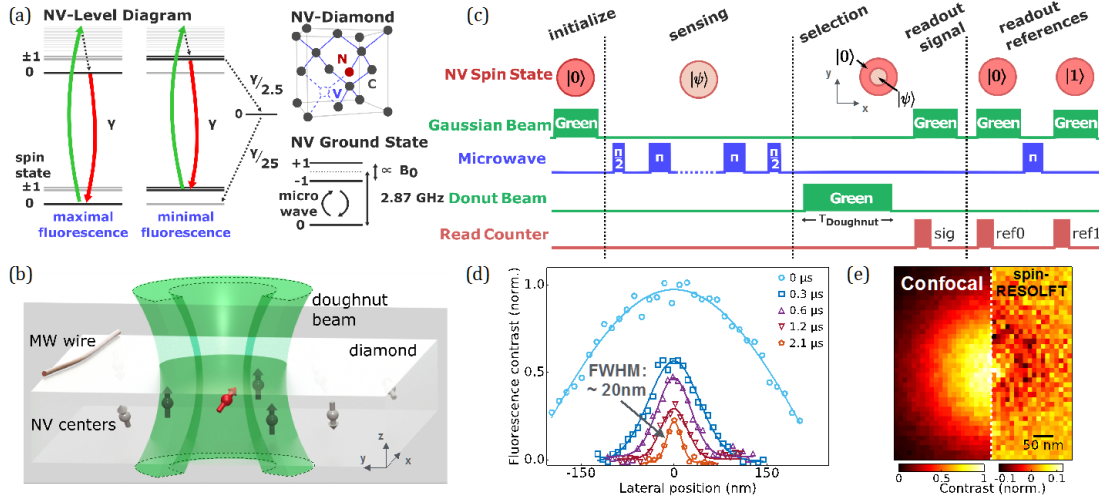 (a)
NV-Level Diagram
±1
0
γ
spin
state
±1
0
maximal
fluorescence
minimal
fluorescence
γ/2.5
0
γ/25
NV-Diamond
N
V
C
NV Ground State
+1
-1
∝ B0
micro
wave
2.87 GHz
0
(b)
doughnut
beam
MW wire
diamond
NV centers
z
y
x
(c)
initialize
sensing
selection
readout
signal
readout
references
NV Spin State
|0⟩
|ψ⟩
|0⟩
|ψ⟩
y
x
|0⟩
|1⟩
Gaussian Beam
Green
Green
Green
Green
Microwave
π/2
π
π
π/2
π
Donut Beam
Green
TDoughnut
Read Counter
sig
ref0
ref1
(d)
Fluorescence contrast (norm.)
1.0
0.5
0.0
-150
0
150
Lateral position (nm)
0 μs
0.3 μs
0.6 μs
1.2 μs
2.1 μs
FWHM:
~ 20nm
(e)
Confocal
spin-
RESOLFT
50 nm
0
1
-0.1
0.1
Contrast (norm.)